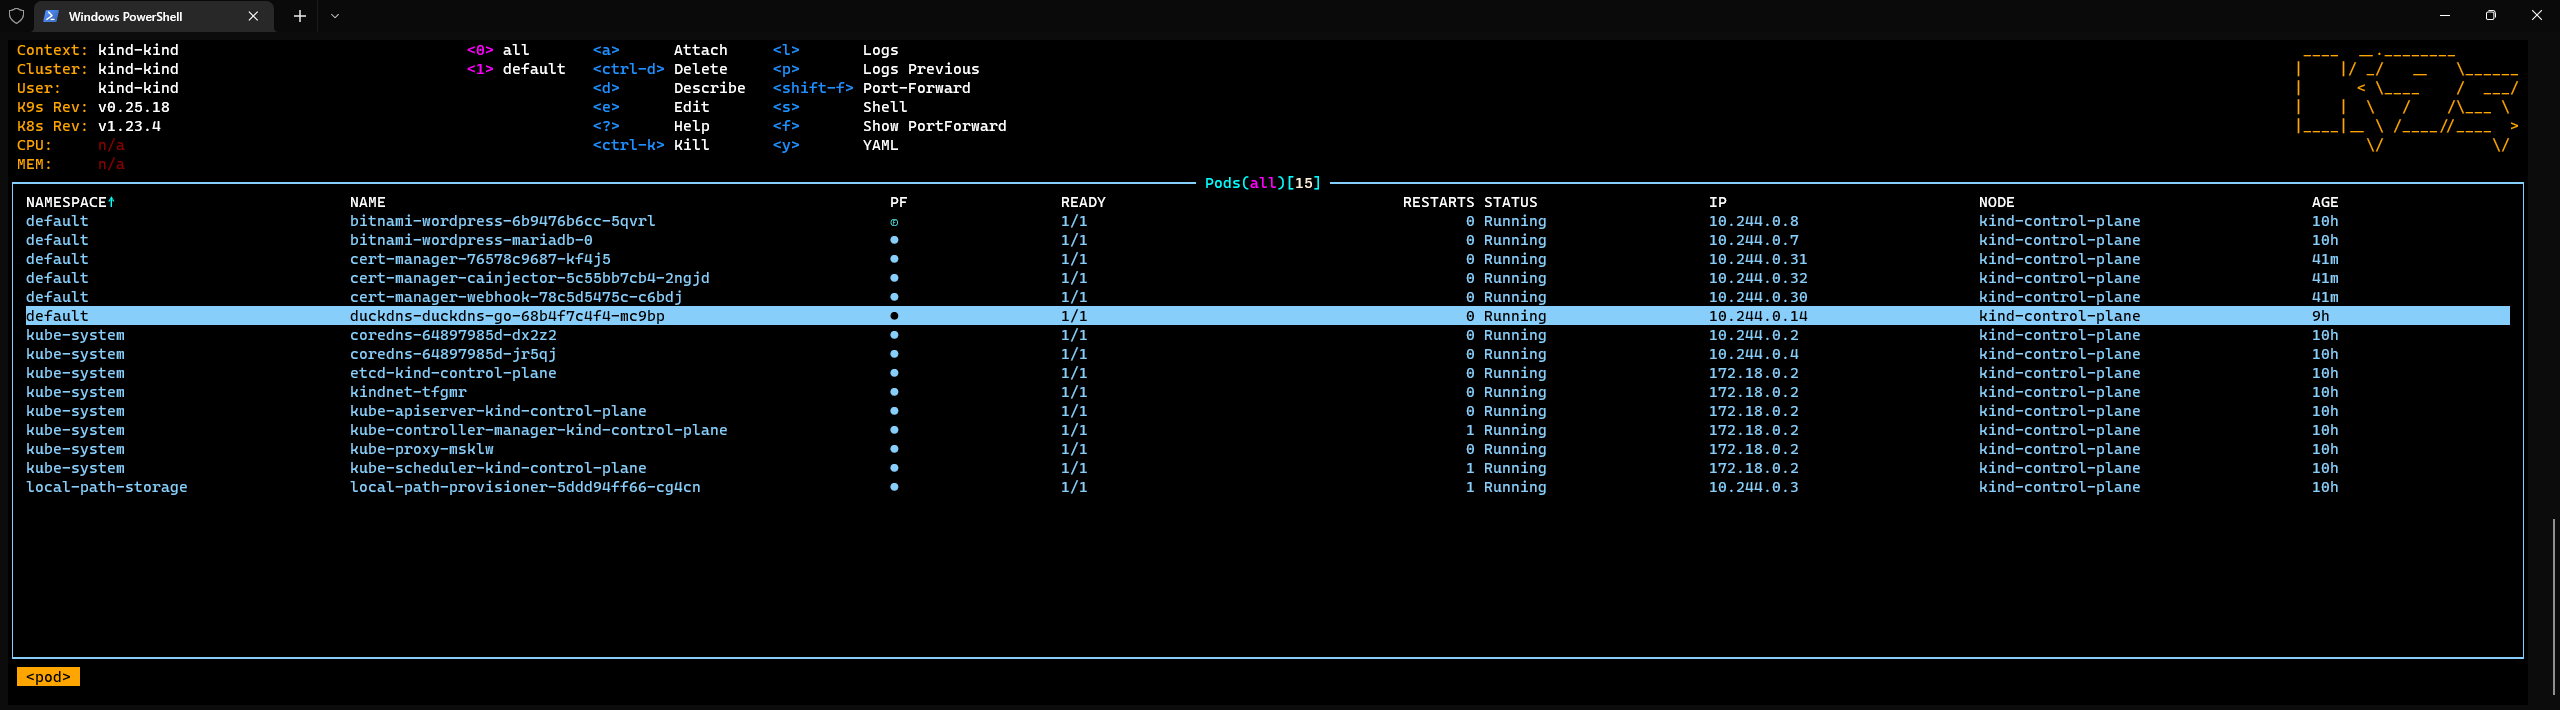 Windows PowerShell
Context: kind-kind <0> all <a> Attach <l> Logs
Cluster: kind-kind <1> default <ctrl-d> Delete <p> Logs Previous
User: kind-kind <d> Describe <shift-f> Port-Forward
K9s Rev: v0.25.18 <e> Edit <s> Shell
K8s Rev: v1.23.4 <?> Help <f> Show PortForward
CPU: n/a <ctrl-k> Kill <y> YAML
MEM: n/a
Pods(all)[15]
NAMESPACE↑ NAME PF READY RESTARTS STATUS IP NODE AGE
default bitnami-wordpress-6b9476b6cc-5qvrl Ⓕ 1/1 0 Running 10.244.0.8 kind-control-plane 10h
default bitnami-wordpress-mariadb-0 ● 1/1 0 Running 10.244.0.7 kind-control-plane 10h
default cert-manager-76578c9687-kf4j5 ● 1/1 0 Running 10.244.0.31 kind-control-plane 41m
default cert-manager-cainjector-5c55bb7cb4-2ngjd ● 1/1 0 Running 10.244.0.32 kind-control-plane 41m
default cert-manager-webhook-78c5d5475c-c6bdj ● 1/1 0 Running 10.244.0.30 kind-control-plane 41m
default duckdns-duckdns-go-68b4f7c4f4-mc9bp ● 1/1 0 Running 10.244.0.14 kind-control-plane 9h
kube-system coredns-64897985d-dx2z2 ● 1/1 0 Running 10.244.0.2 kind-control-plane 10h
kube-system coredns-64897985d-jr5qj ● 1/1 0 Running 10.244.0.4 kind-control-plane 10h
kube-system etcd-kind-control-plane ● 1/1 0 Running 172.18.0.2 kind-control-plane 10h
kube-system kindnet-tfgmr ● 1/1 0 Running 172.18.0.2 kind-control-plane 10h
kube-system kube-apiserver-kind-control-plane ● 1/1 0 Running 172.18.0.2 kind-control-plane 10h
kube-system kube-controller-manager-kind-control-plane ● 1/1 1 Running 172.18.0.2 kind-control-plane 10h
kube-system kube-proxy-msklw ● 1/1 0 Running 172.18.0.2 kind-control-plane 10h
kube-system kube-scheduler-kind-control-plane ● 1/1 1 Running 172.18.0.2 kind-control-plane 10h
local-path-storage local-path-provisioner-5ddd94ff66-cg4cn ● 1/1 1 Running 10.244.0.3 kind-control-plane 10h
<pod>